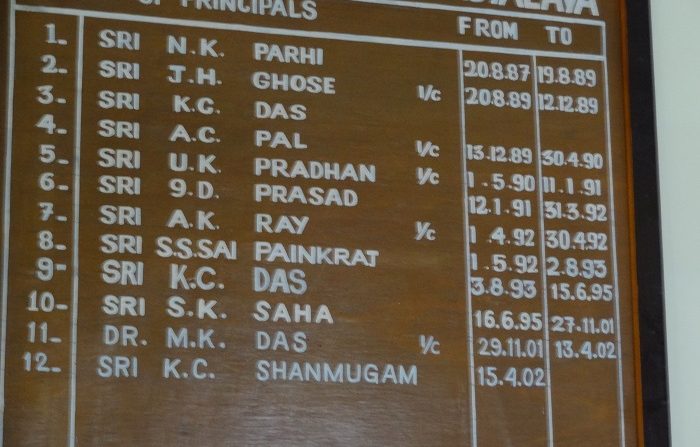 OF PRINCIPALS
FROM TO
1- SRI N.K. PARHI 20.8.87 19.8.89
2- SRI J.H. GHOSE I/c 20.8.89 12.12.89
3- SRI K.C. DAS
4- SRI A.C. PAL I/c 13.12.89 30.4.90
5- SRI U.K. PRADHAN I/c 1.5.90 11.1.91
6- SRI 9.D. PRASAD 12.1.91 31.3.92
7- SRI A.K. RAY I/c 1.4.92 30.4.92
8- SRI S.S.SAI PAINKRAT 1.5.92 2.8.93
9- SRI K.C. DAS 3.8.93 15.6.95
10- SRI S.K. SAHA 16.6.95 27.11.01
11- DR. M.K. DAS I/c 29.11.01 13.4.02
12- SRI K.C. SHANMUGAM 15.4.02